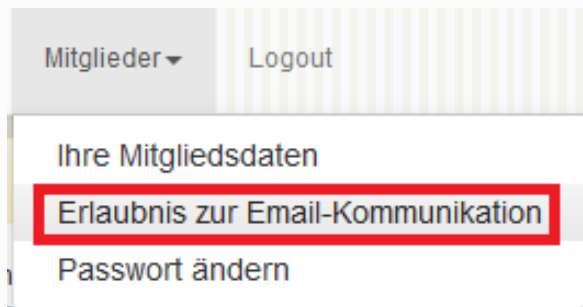 Mitglieder Logout
Ihre Mitgliedsdaten
Erlaubnis zur Email-Kommunikation
Passwort ändern